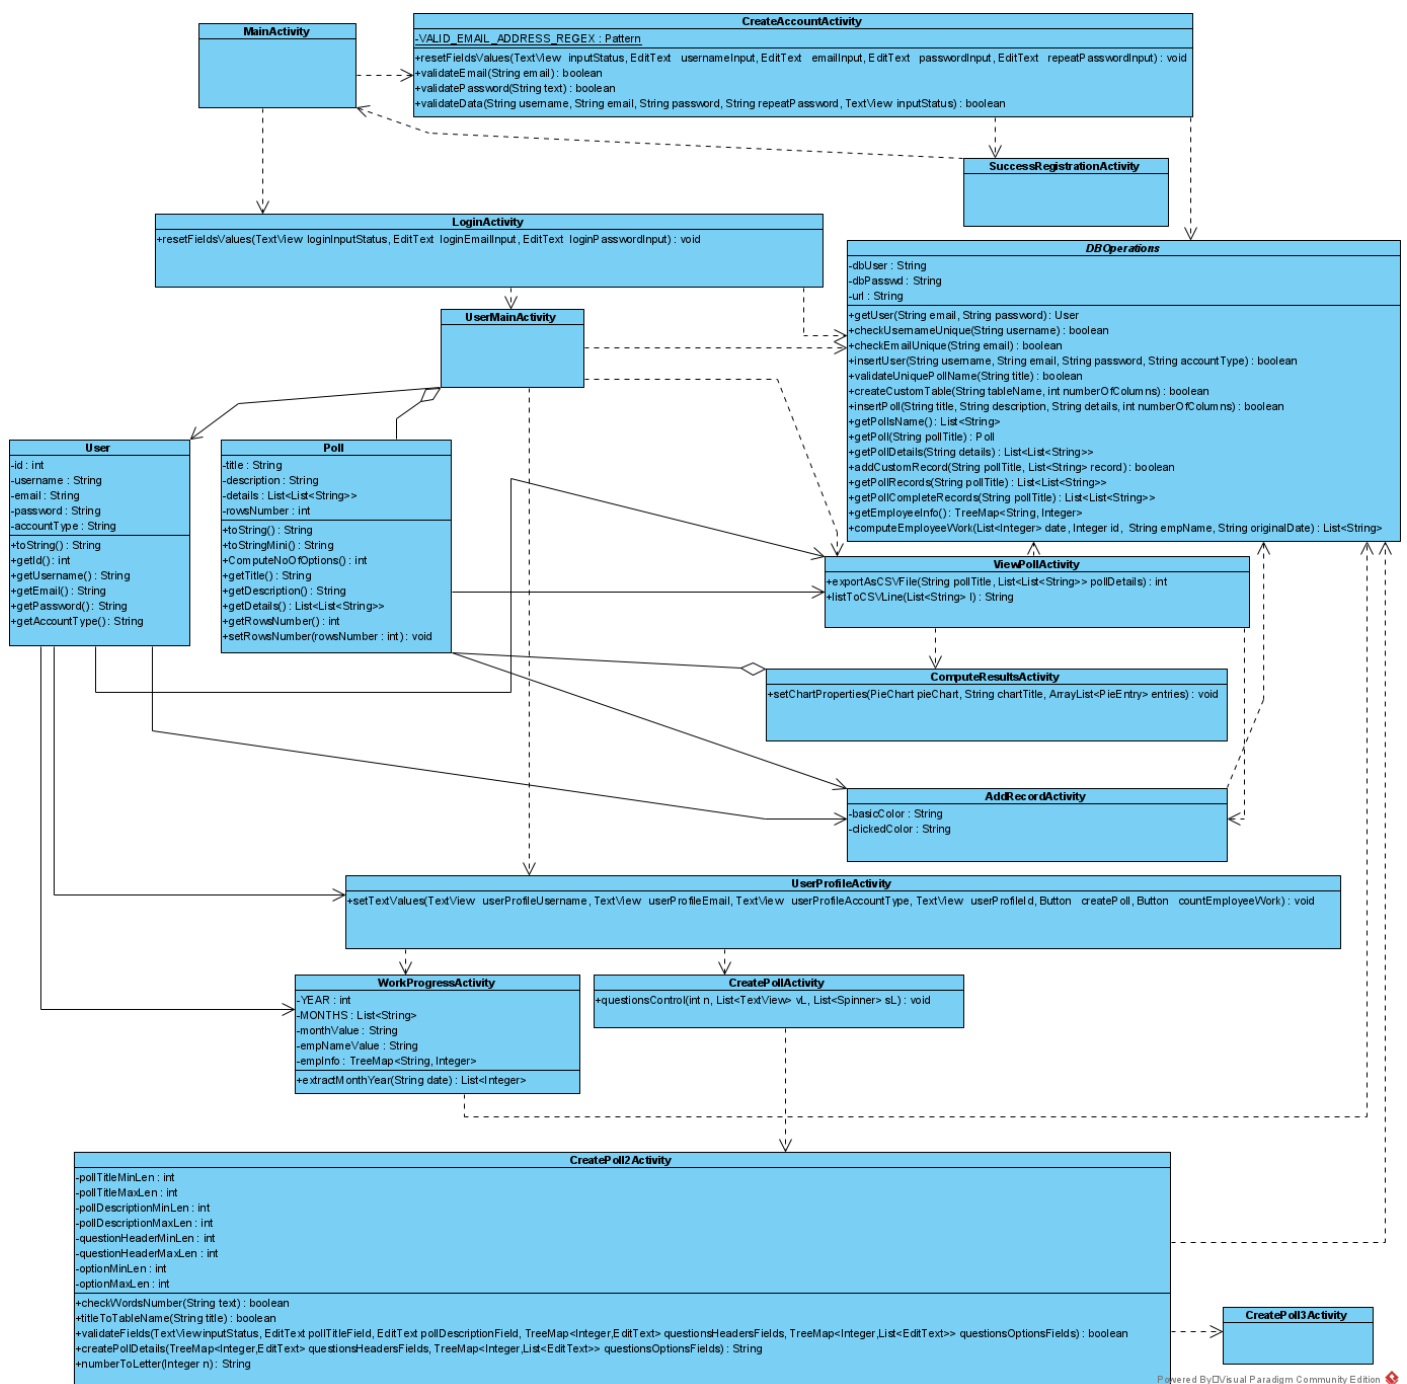 MainActivity
CreateAccountActivity
-VALID_EMAIL_ADDRESS_REGEX : Pattern
+resetFieldsValues(TextView inputStatus, EditText usernameInput, EditText emailInput, EditText passwordInput, EditText repeatPasswordInput) : void
+validateEmail(String email) : boolean
+validatePassword(String text) : boolean
+validateData(String username, String email, String password, String repeatPassword, TextView inputStatus) : boolean
SuccessRegistrationActivity
LoginActivity
+resetFieldsValues(TextView loginInputStatus, EditText loginEmailInput, EditText loginPasswordInput) : void
DBOperations
-dbUser : String
-dbPasswd : String
-url : String
+getUser(String email, String password) : User
+checkUsernameUnique(String username) : boolean
+checkEmailUnique(String email) : boolean
+insertUser(String username, String email, String password, String accountType) : boolean
+validateUniquePollName(String title) : boolean
+createCustomTable(String tableName, int numberOfColumns) : boolean
+insertPoll(String title, String description, String details, int numberOfColumns) : boolean
+getPollsName() : List<String>
+getPoll(String pollTitle) : Poll
+getPollDetails(String details) : List<List<String>>
+addCustomRecord(String pollTitle, List<String> record) : boolean
+getPollRecords(String pollTitle) : List<List<String>>
+getPollCompleteRecords(String pollTitle) : List<List<String>>
+getEmployeeInfo() : TreeMap<String, Integer>
+computeEmployeeWork(List<Integer> date, Integer id, String empName, String originalDate) : List<String>
UserMainActivity
User
-id : int
-username : String
-email : String
-password : String
-accountType : String
+toString() : String
+getId() : int
+getUsername() : String
+getEmail() : String
+getPassword() : String
+getAccountType() : String
Poll
-title : String
-description : String
-details : List<List<String>>
-rowsNumber : int
+toString() : String
+toStringMini() : String
+ComputeNoOfOptions() : int
+getTitle() : String
+getDescription() : String
+getDetails() : List<List<String>>
+getRowsNumber() : int
+setRowsNumber(rowsNumber : int) : void
ViewPollActivity
+exportAsCSVFile(String pollTitle, List<List<String>> pollDetails) : int
+listToCSVLine(List<String> l) : String
ComputeResultsActivity
+setChartProperties(PieChart pieChart, String chartTitle, ArrayList<PieEntry> entries) : void
AddRecordActivity
-basicColor : String
-clickedColor : String
UserProfileActivity
+setTextValues(TextView userProfileUsername, TextView userProfileEmail, TextView userProfileAccountType, TextView userProfileId, Button createPoll, Button countEmployeeWork) : void
WorkProgressActivity
-YEAR : int
-MONTHS : List<String>
-monthValue : String
-empNameValue : String
-empInfo : TreeMap<String, Integer>
+extractMonthYear(String date) : List<Integer>
CreatePollActivity
+questionsControl(int n, List<TextView> vL, List<Spinner> sL) : void
CreatePoll2Activity
-pollTitleMinLen : int
-pollTitleMaxLen : int
-pollDescriptionMinLen : int
-pollDescriptionMaxLen : int
-questionHeaderMinLen : int
-questionHeaderMaxLen : int
-optionMinLen : int
-optionMaxLen : int
+checkWordsNumber(String text) : boolean
+titleToTableName(String title) : boolean
+validateFields(TextViewinputStatus, EditText pollTitleField, EditText pollDescriptionField, TreeMap<Integer,EditText> questionsHeadersFields, TreeMap<Integer,List<EditText>> questionsOptionsFields) : boolean
+createPollDetails(TreeMap<Integer,EditText> questionsHeadersFields, TreeMap<Integer,List<EditText>> questionsOptionsFields) : String
+numberToLetter(Integer n) : String
CreatePoll3Activity
Powered By□Visual Paradigm Community Edition